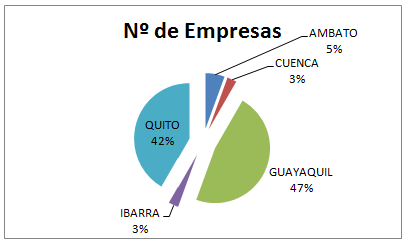 Nº de Empresas
AMBATO
5%
CUENCA
3%
GUAYAQUIL
47%
IBARRA
3%
QUITO
42%